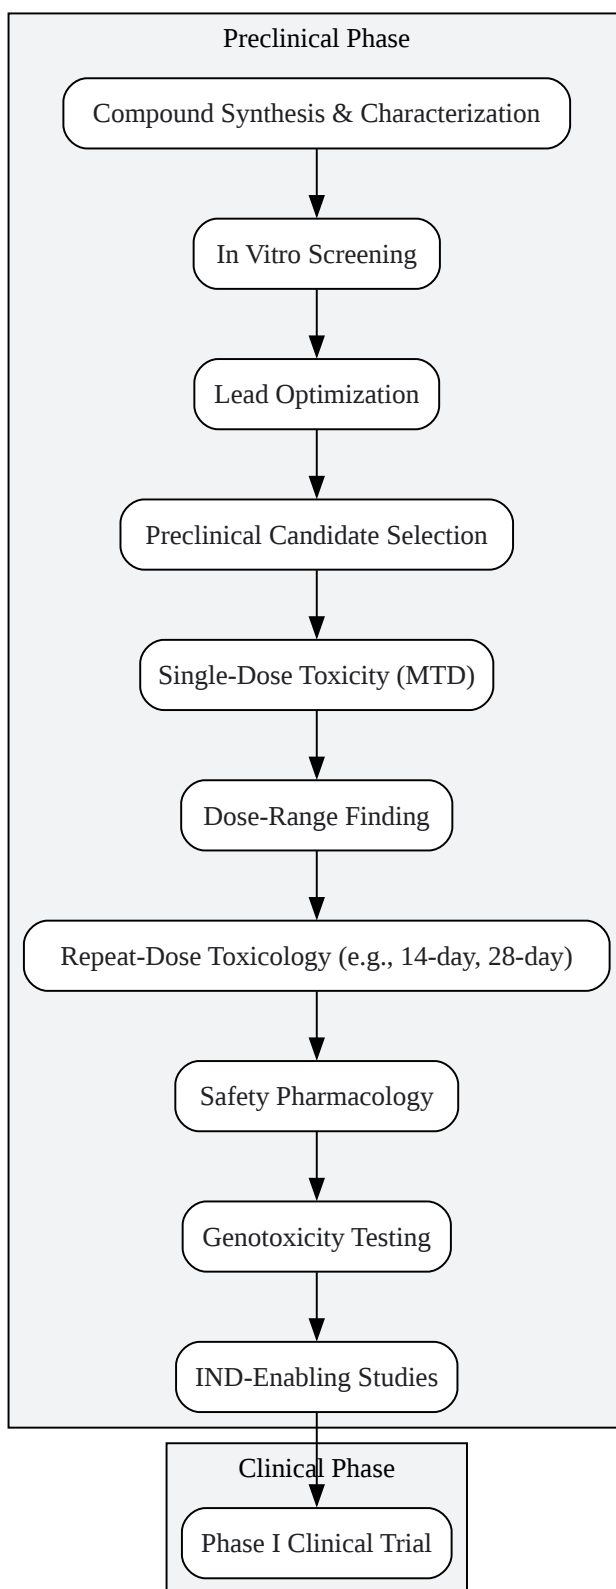 Preclinical Phase
Compound Synthesis & Characterization
In Vitro Screening
Lead Optimization
Preclinical Candidate Selection
Single-Dose Toxicity (MTD)
Dose-Range Finding
Repeat-Dose Toxicology (e.g., 14-day, 28-day)
Safety Pharmacology
Genotoxicity Testing
IND-Enabling Studies
Clinical Phase
Phase I Clinical Trial